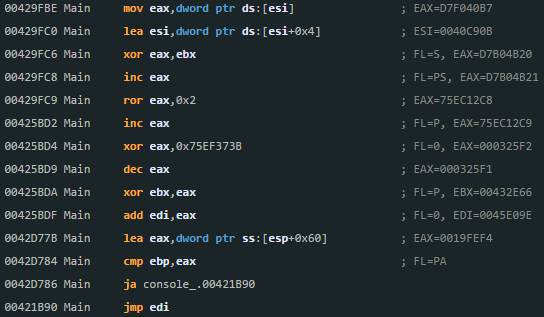 00429FBE Main mov eax,dword ptr ds:[esi] ; EAX=D7F040B7
00429FC0 Main lea esi,dword ptr ds:[esi+0x4] ; ESI=0040C90B
00429FC6 Main xor eax,ebx ; FL=S, EAX=D7B04B20
00429FC8 Main inc eax ; FL=PS, EAX=D7B04B21
00429FC9 Main ror eax,0x2 ; EAX=75EC12C8
00425BD2 Main inc eax ; FL=P, EAX=75EC12C9
00425BD4 Main xor eax,0x75EF373B ; FL=0, EAX=000325F2
00425BD9 Main dec eax ; EAX=000325F1
00425BDA Main xor ebx,eax ; FL=P, EBX=00432E66
00425BDF Main add edi,eax ; FL=0, EDI=0045E09E
0042D77B Main lea eax,dword ptr ss:[esp+0x60] ; EAX=0019FEF4
0042D784 Main cmp ebp,eax ; FL=PA
0042D786 Main ja console_.00421B90
00421B90 Main jmp edi